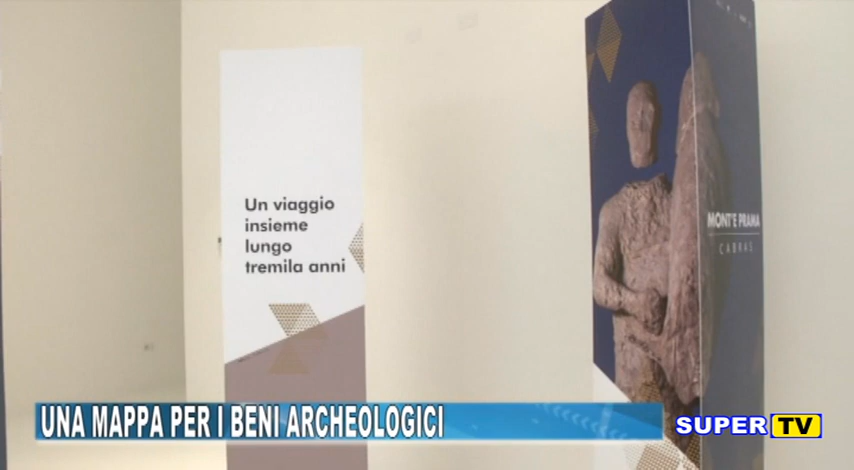 Un viaggio
insieme
lungo
tremila anni
MONT'E PRAMA
CABRAS
UNA MAPPA PER I BENI ARCHEOLOGICI
SUPER TV